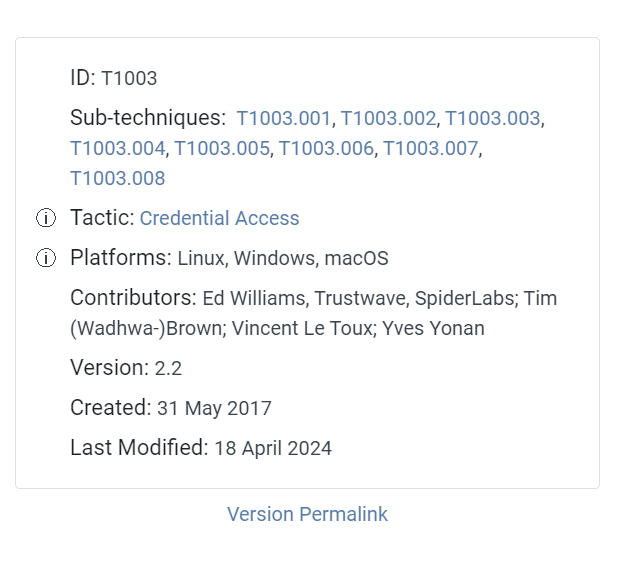 ID: T1003
Sub-techniques: T1003.001, T1003.002, T1003.003,
T1003.004, T1003.005, T1003.006, T1003.007,
T1003.008
Tactic: Credential Access
Platforms: Linux, Windows, macOS
Contributors: Ed Williams, Trustwave, SpiderLabs; Tim
(Wadhwa-)Brown; Vincent Le Toux; Yves Yonan
Version: 2.2
Created: 31 May 2017
Last Modified: 18 April 2024
Version Permalink